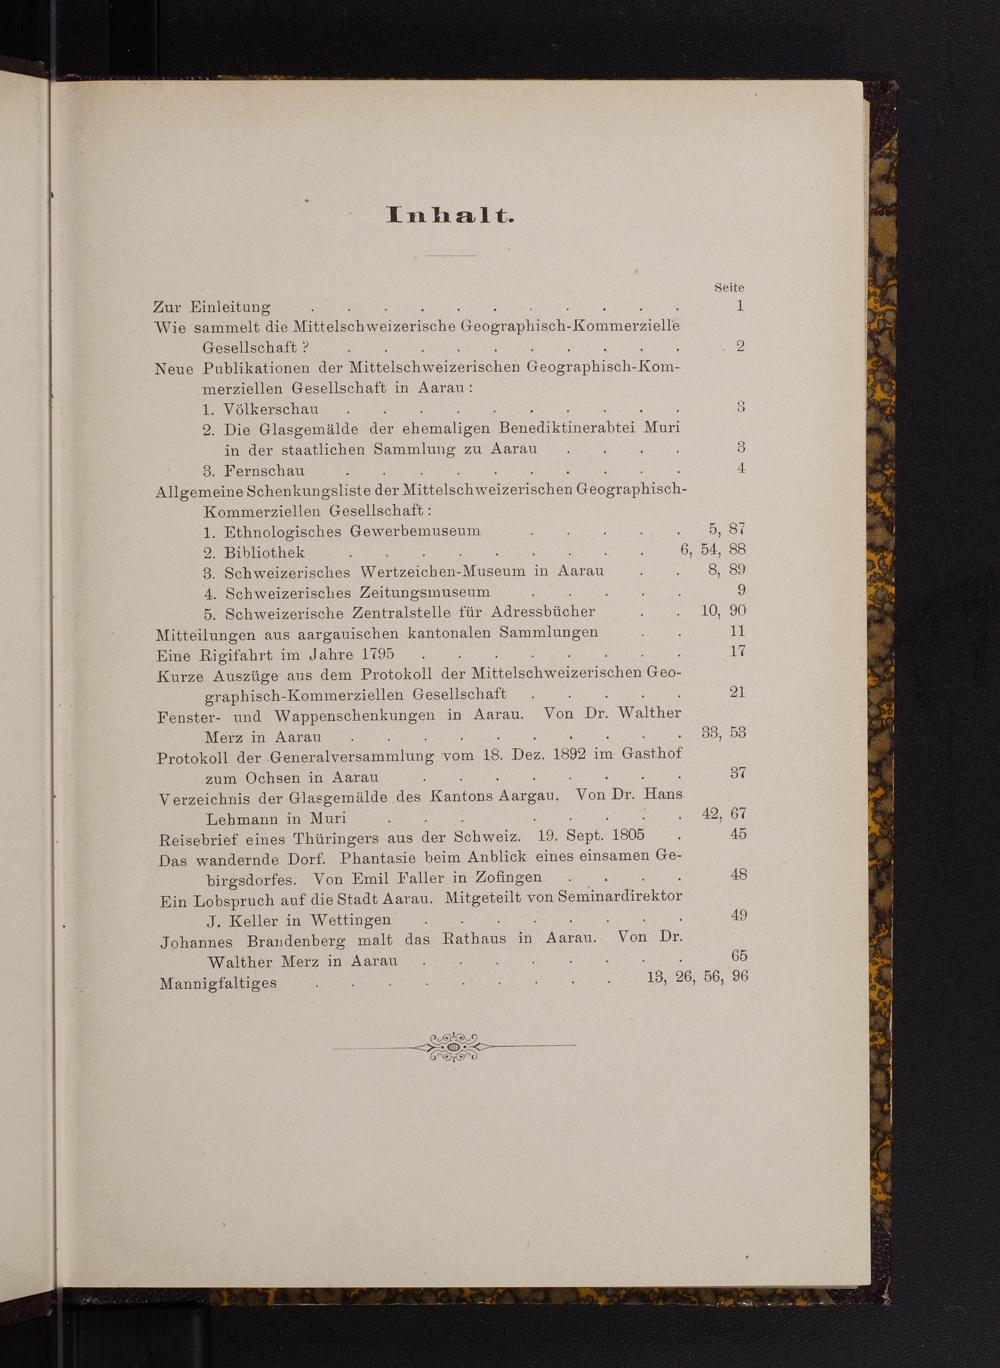 Inhalt.
Seite
Zur Einleitung . . . . . . . . . . . 1
Wie sammelt die Mittelschweizerische Geographisch-Kommerzielle
Gesellschaft? . . . . . . . . . . . 2
Neue Publikationen der Mittelschweizerischen Geographisch-Kom-
merziellen Gesellschaft in Aarau:
1. Völkerschau . . . . . . . . . . 3
2. Die Glasgemälde der ehemaligen Benediktinerabtei Muri
in der staatlichen Sammlung zu Aarau . . . . 3
3. Fernschau . . . . . . . . . . 4
Allgemeine Schenkungsliste der Mittelschweizerischen Geographisch-
Kommerziellen Gesellschaft:
1. Ethnologisches Gewerbemuseum . . . . . 5, 87
2. Bibliothek . . . . . . . . . 6, 54, 88
3. Schweizerisches Wertzeichen-Museum in Aarau . . 8, 89
4. Schweizerisches Zeitungsmuseum . . . . . 9
5. Schweizerische Zentralstelle für Adressbücher . . 10, 90
Mitteilungen aus aargauischen kantonalen Sammlungen . . 11
Eine Rigifahrt im Jahre 1795 . . . . . . . . 17
Kurze Auszüge aus dem Protokoll der Mittelschweizerischen Geo-
graphisch-Kommerziellen Gesellschaft . . . . . 21
Fenster- und Wappenschenkungen in Aarau. Von Dr. Walther
Merz in Aarau . . . . . . . . . . 33, 53
Protokoll der Generalversammlung vom 18. Dez. 1892 im Gasthof
zum Ochsen in Aarau . . . . . . . . 37
Verzeichnis der Glasgemälde des Kantons Aargau. Von Dr. Hans
Lehmann in Muri . . . . . . . . 42, 67
Reisebrief eines Thüringers aus der Schweiz. 19. Sept. 1805 . 45
Das wandernde Dorf. Phantasie beim Anblick eines einsamen Ge-
birgsdorfes. Von Emil Faller in Zofingen . . . . 48
Ein Lobspruch auf die Stadt Aarau. Mitgeteilt von Seminardirektor
J. Keller in Wettingen . . . . . . . . 49
Johannes Brandenberg malt das Rathaus in Aarau. Von Dr.
Walther Merz in Aarau . . . . . . . . 65
Mannigfaltiges . . . . . . . . . 13, 26, 56, 96